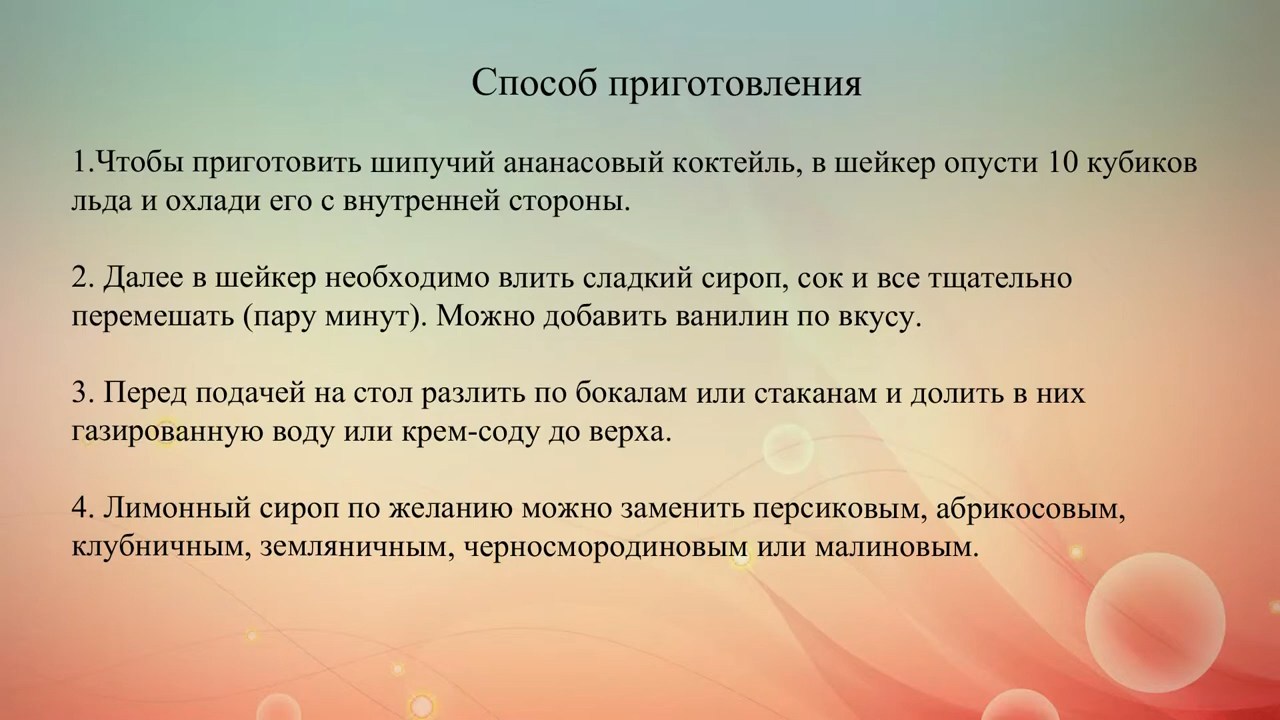 Способ приготовления
1.Чтобы приготовить шипучий ананасовый коктейль, в шейкер опусти 10 кубиков
льда и охлади его с внутренней стороны.
2. Далее в шейкер необходимо влить сладкий сироп, сок и все тщательно
перемешать (пару минут). Можно добавить ванилин по вкусу.
3. Перед подачей на стол разлить по бокалам или стаканам и долить в них
газированную воду или крем-соду до верха.
4. Лимонный сироп по желанию можно заменить персиковым, абрикосовым,
клубничным, земляничным, черносмородиновым или малиновым.